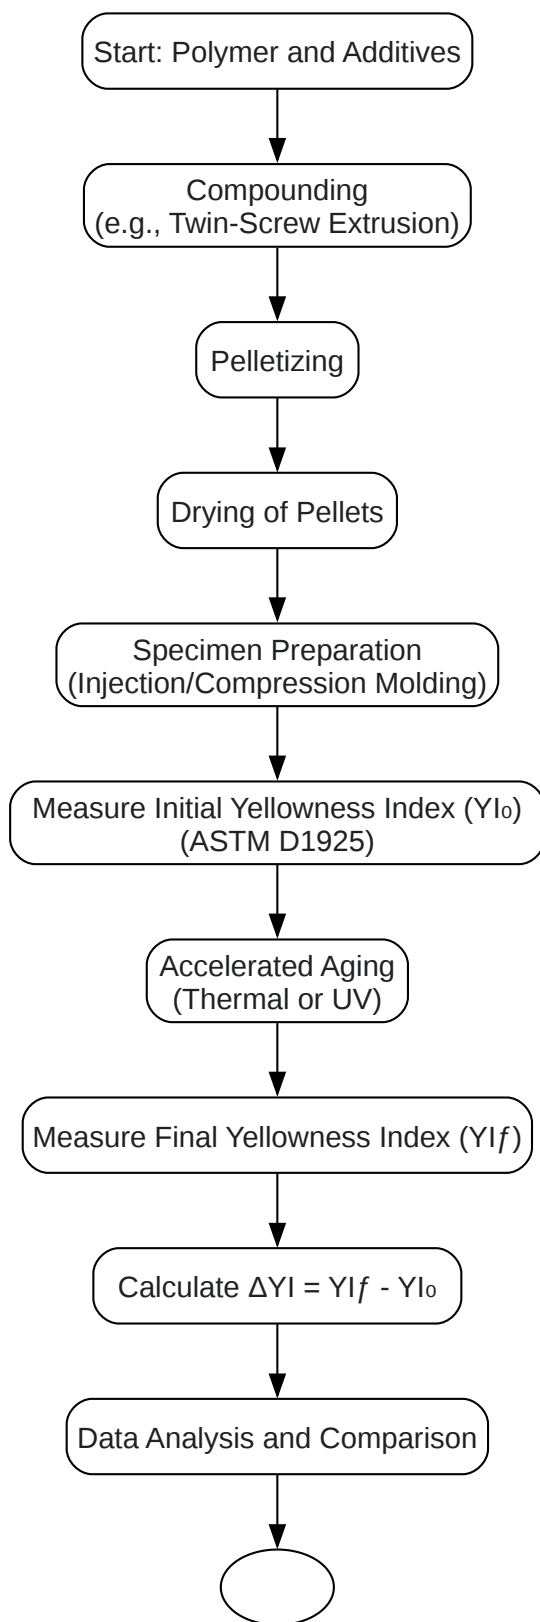 Start: Polymer and Additives
Compounding
(e.g., Twin-Screw Extrusion)
Pelletizing
Drying of Pellets
Specimen Preparation
(Injection/Compression Molding)
Measure Initial Yellowness Index (YI₀)
(ASTM D1925)
Accelerated Aging
(Thermal or UV)
Measure Final Yellowness Index (YIƒ)
Calculate ΔYI = YIƒ - YI₀
Data Analysis and Comparison